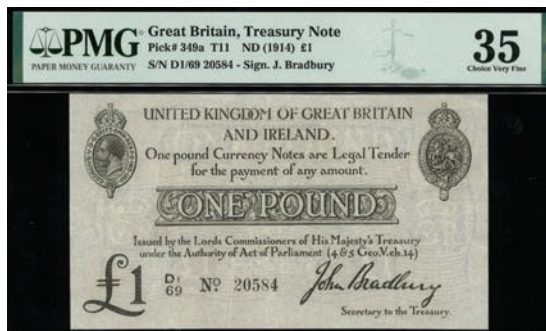 PMG
PAPER MONEY GUARANTY
Great Britain, Treasury Note
Pick# 349a T11 ND (1914) £1
S/N D1/69 20584 - Sign. J. Bradbury
35
Choice Very Fine
UNITED KINGDOM OF GREAT BRITAIN
AND IRELAND.
One pound Currency Notes are Legal Tender
for the payment of any amount.
ONE POUND
Issued by the Lords Commissioners of His Majesty's Treasury
under the Authority of Act of Parliament (4 & 5 Geo.V.ch.14)
£1 D1/69 No 20584 John Bradbury
Secretary to the Treasury.